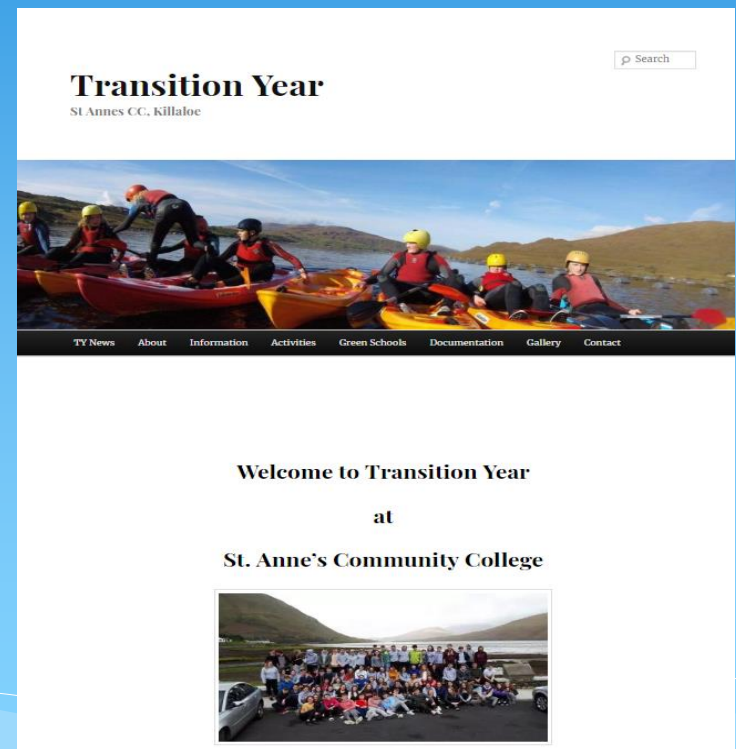 Search
Transition Year
St Annes CC, Killaloe
TY News About Information Activities Green Schools Documentation Gallery Contact
Welcome to Transition Year
at
St. Anne's Community College